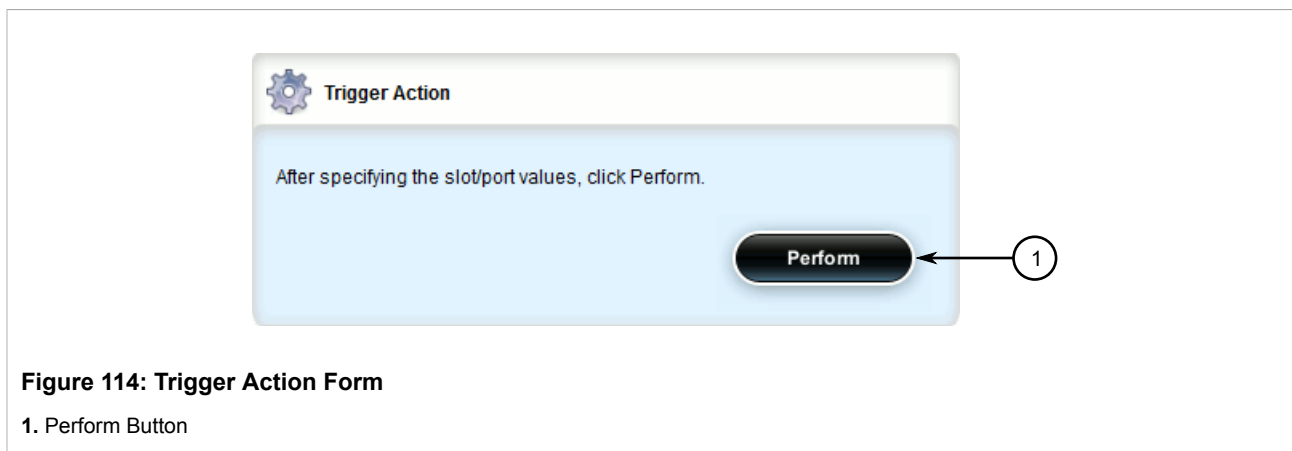 Trigger Action
After specifying the slot/port values, click Perform.
Perform
1
Figure 114: Trigger Action Form
1. Perform Button